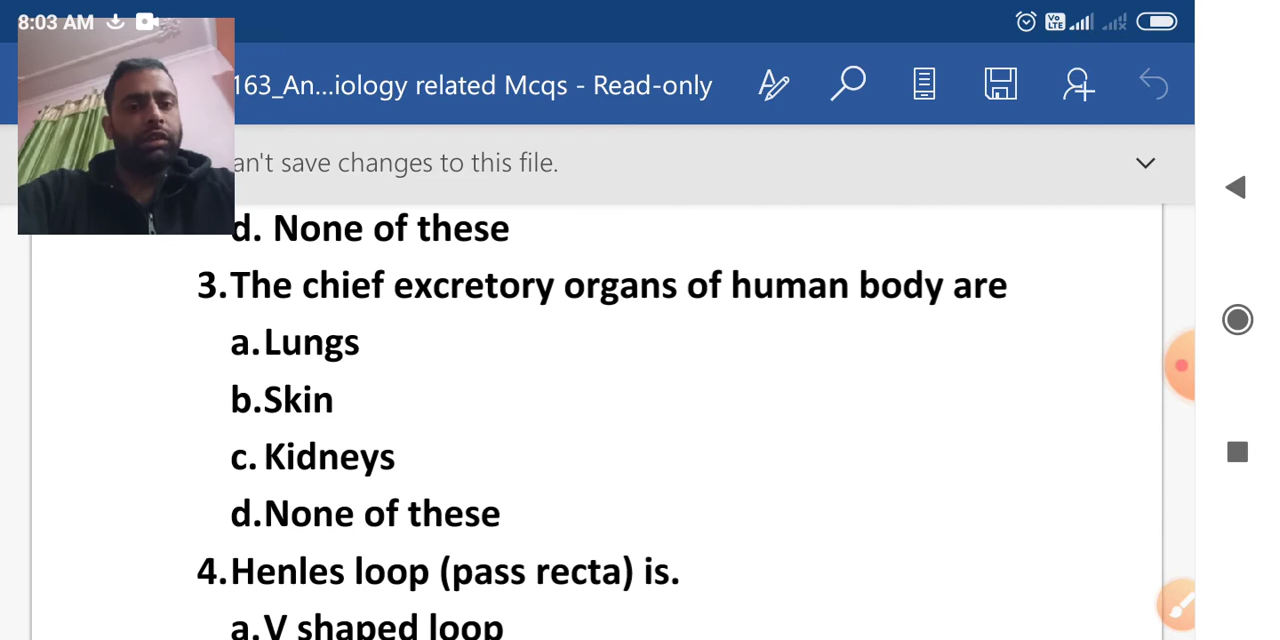 8:03 AM
Vo LTE
163_An...iology related Mcqs - Read-only
an't save changes to this file.
d. None of these
3.The chief excretory organs of human body are
a.Lungs
b.Skin
c. Kidneys
d.None of these
4.Henles loop (pass recta) is.
a.V shaped loop